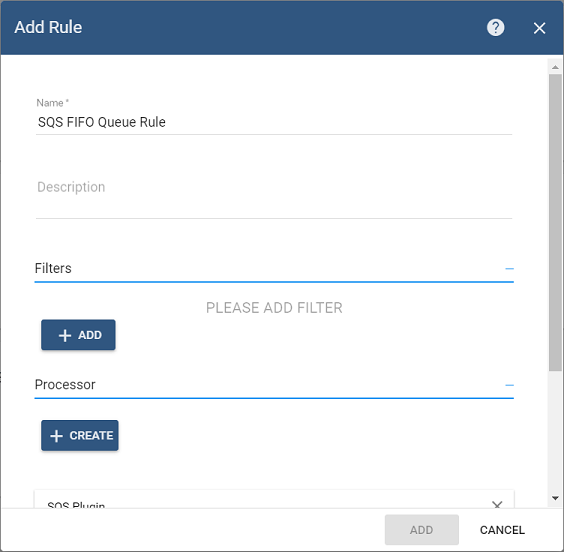 Add Rule
?
Name *
SQS FIFO Queue Rule
Description
Filters
PLEASE ADD FILTER
+ ADD
Processor
+ CREATE
SQS Plugin
ADD CANCEL